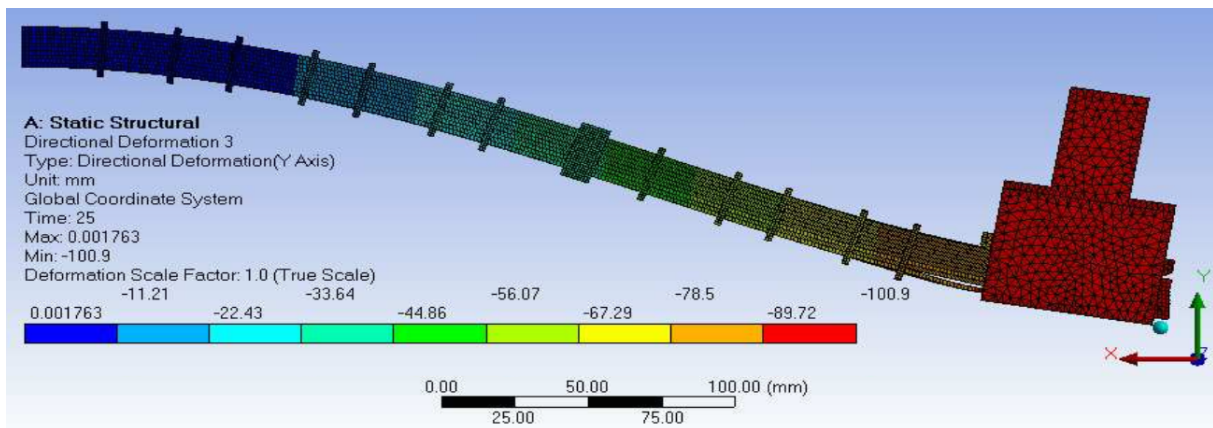 A: Static Structural
Directional Deformation 3
Type: Directional Deformation(Y Axis)
Unit: mm
Global Coordinate System
Time: 25
Max: 0.001763
Min: -100.9
Deformation Scale Factor: 1.0 (True Scale)
-11.21 -33.64 -56.07 -78.5 -100.9
0.001763 -22.43 -44.86 -67.29 -89.72
0.00 50.00 100.00 (mm)
25.00 75.00
Y
X Z